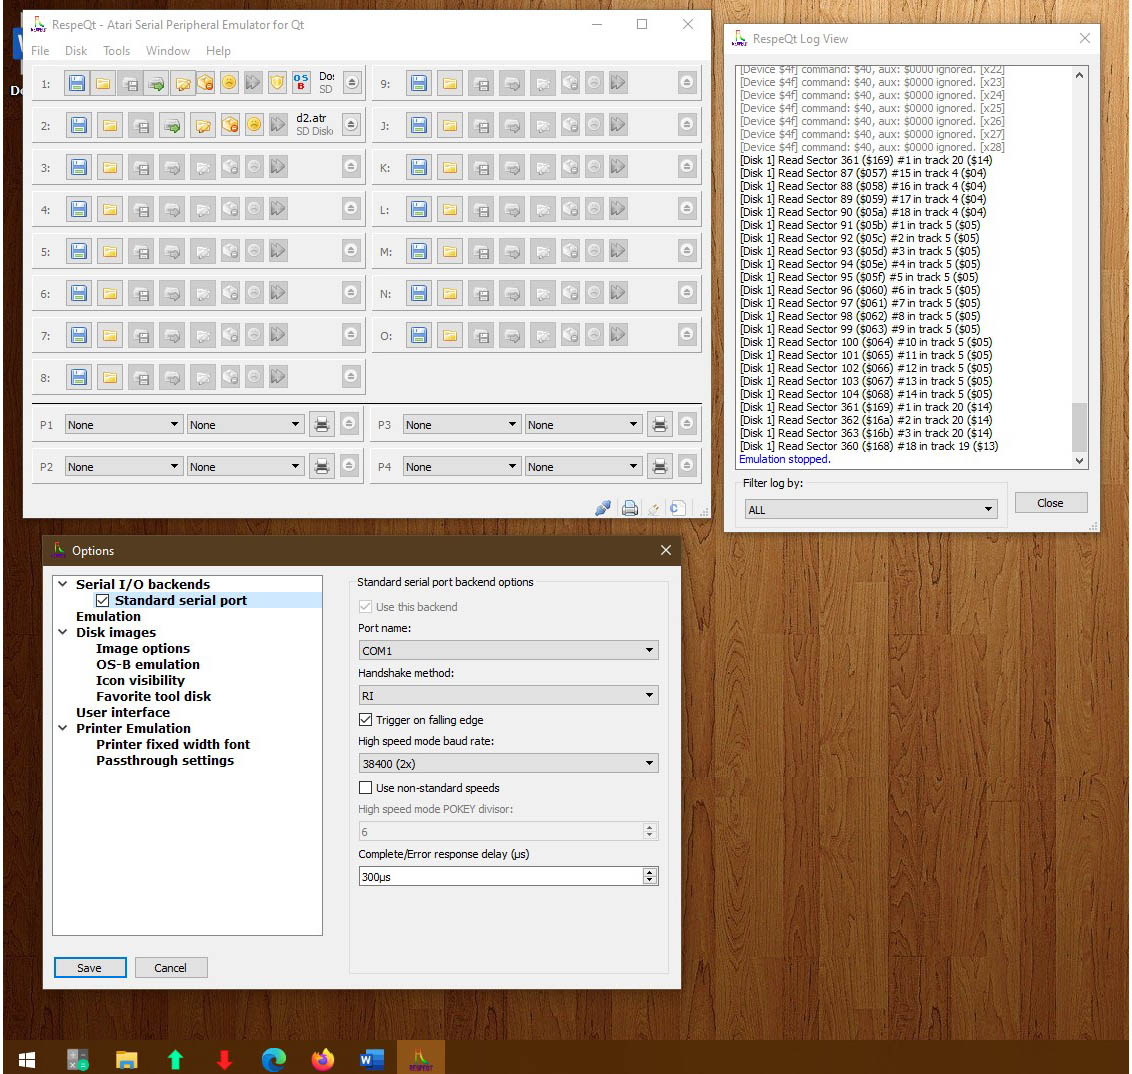 RespeQt - Atari Serial Peripheral Emulator for Qt
File Disk Tools Window Help
1: OS B SD
2: d2.atr
SD Disk
3:
4:
5:
6:
7:
8:
9:
J:
K:
L:
M:
N:
O:
P1 None None
P2 None None
P3 None None
P4 None None
RespeQt Log View
[Device $4f] command: $40, aux: $0000 ignored. [x22]
[Device $4f] command: $40, aux: $0000 ignored. [x23]
[Device $4f] command: $40, aux: $0000 ignored. [x24]
[Device $4f] command: $40, aux: $0000 ignored. [x25]
[Device $4f] command: $40, aux: $0000 ignored. [x26]
[Device $4f] command: $40, aux: $0000 ignored. [x27]
[Device $4f] command: $40, aux: $0000 ignored. [x28]
[Disk 1] Read Sector 361 ($169) #1 in track 20 ($14)
[Disk 1] Read Sector 87 ($057) #15 in track 4 ($04)
[Disk 1] Read Sector 88 ($058) #16 in track 4 ($04)
[Disk 1] Read Sector 89 ($059) #17 in track 4 ($04)
[Disk 1] Read Sector 90 ($05a) #18 in track 4 ($04)
[Disk 1] Read Sector 91 ($05b) #1 in track 5 ($05)
[Disk 1] Read Sector 92 ($05c) #2 in track 5 ($05)
[Disk 1] Read Sector 93 ($05d) #3 in track 5 ($05)
[Disk 1] Read Sector 94 ($05e) #4 in track 5 ($05)
[Disk 1] Read Sector 95 ($05f) #5 in track 5 ($05)
[Disk 1] Read Sector 96 ($060) #6 in track 5 ($05)
[Disk 1] Read Sector 97 ($061) #7 in track 5 ($05)
[Disk 1] Read Sector 98 ($062) #8 in track 5 ($05)
[Disk 1] Read Sector 99 ($063) #9 in track 5 ($05)
[Disk 1] Read Sector 100 ($064) #10 in track 5 ($05)
[Disk 1] Read Sector 101 ($065) #11 in track 5 ($05)
[Disk 1] Read Sector 102 ($066) #12 in track 5 ($05)
[Disk 1] Read Sector 103 ($067) #13 in track 5 ($05)
[Disk 1] Read Sector 104 ($068) #14 in track 5 ($05)
[Disk 1] Read Sector 361 ($169) #1 in track 20 ($14)
[Disk 1] Read Sector 362 ($16a) #2 in track 20 ($14)
[Disk 1] Read Sector 363 ($16b) #3 in track 20 ($14)
[Disk 1] Read Sector 360 ($168) #18 in track 19 ($13)
Emulation stopped.
Filter log by:
ALL
Close
Options
Serial I/O backends
Standard serial port
Emulation
Disk images
Image options
OS-B emulation
Icon visibility
Favorite tool disk
User interface
Printer Emulation
Printer fixed width font
Passthrough settings
Save Cancel
Standard serial port backend options
Use this backend
Port name:
COM1
Handshake method:
RI
Trigger on falling edge
High speed mode baud rate:
38400 (2x)
Use non-standard speeds
High speed mode POKEY divisor:
6
Complete/Error response delay (µs)
300µs